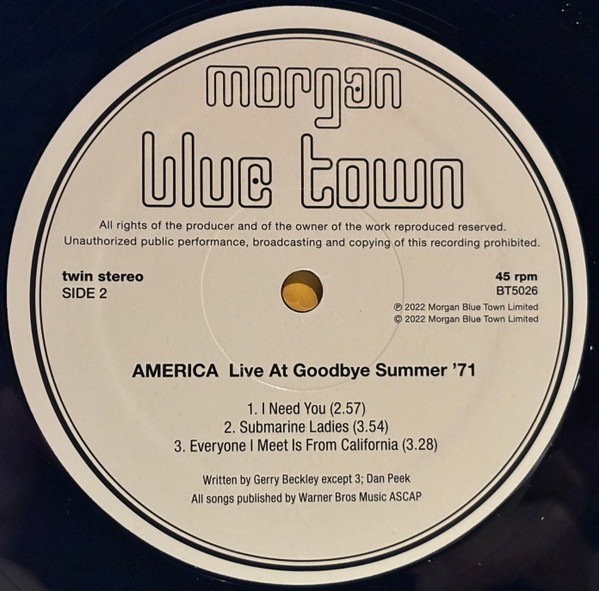 morgan
blue town
All rights of the producer and of the owner of the work reproduced reserved.
Unauthorized public performance, broadcasting and copying of this recording prohibited.
twin stereo
SIDE 2
45 rpm
BT5026
℗ 2022 Morgan Blue Town Limited
© 2022 Morgan Blue Town Limited
AMERICA Live At Goodbye Summer ’71
1. I Need You (2.57)
2. Submarine Ladies (3.54)
3. Everyone I Meet Is From California (3.28)
Written by Gerry Beckley except 3; Dan Peek
All songs published by Warner Bros Music ASCAP